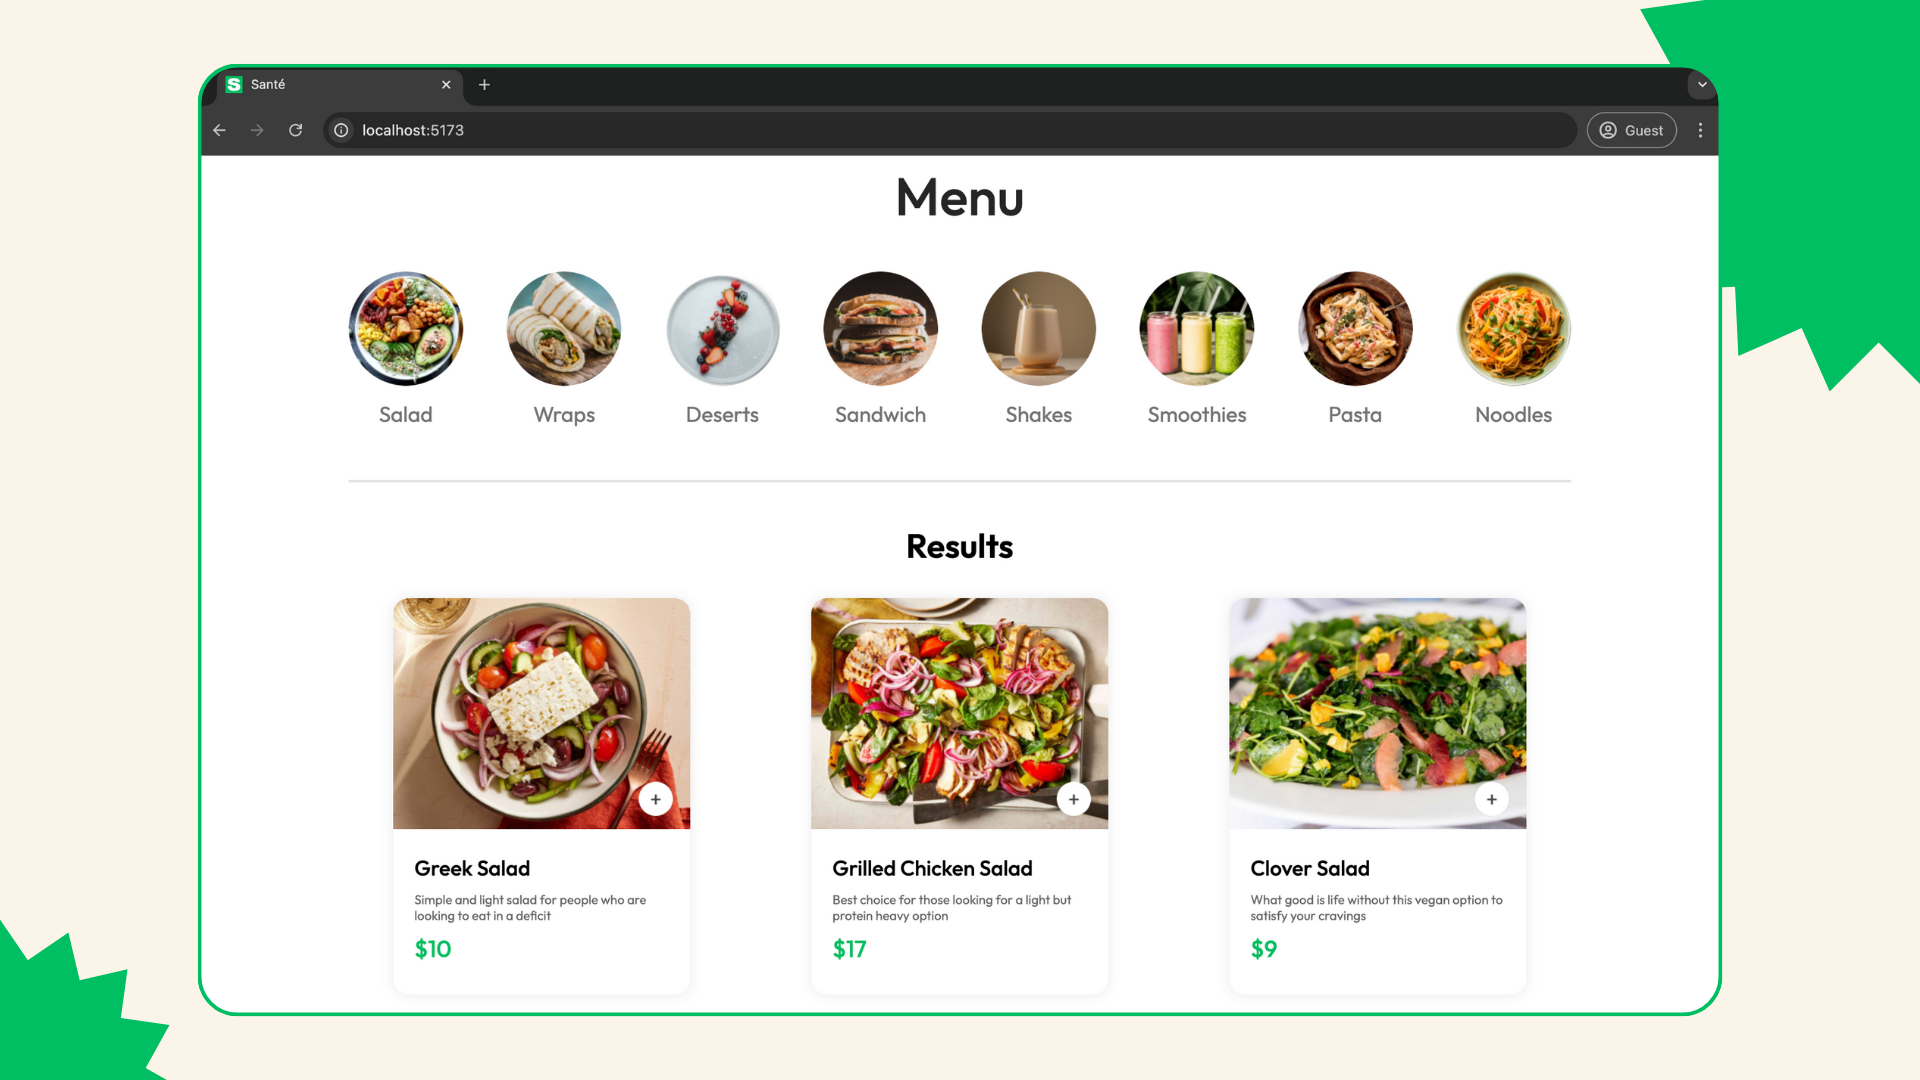 S Santé
localhost:5173
Guest
Menu
Salad
Wraps
Deserts
Sandwich
Shakes
Smoothies
Pasta
Noodles
Results
Greek Salad
Simple and light salad for people who are
looking to eat in a deficit
$10
Grilled Chicken Salad
Best choice for those looking for a light but
protein heavy option
$17
Clover Salad
What good is life without this vegan option to
satisfy your cravings
$9